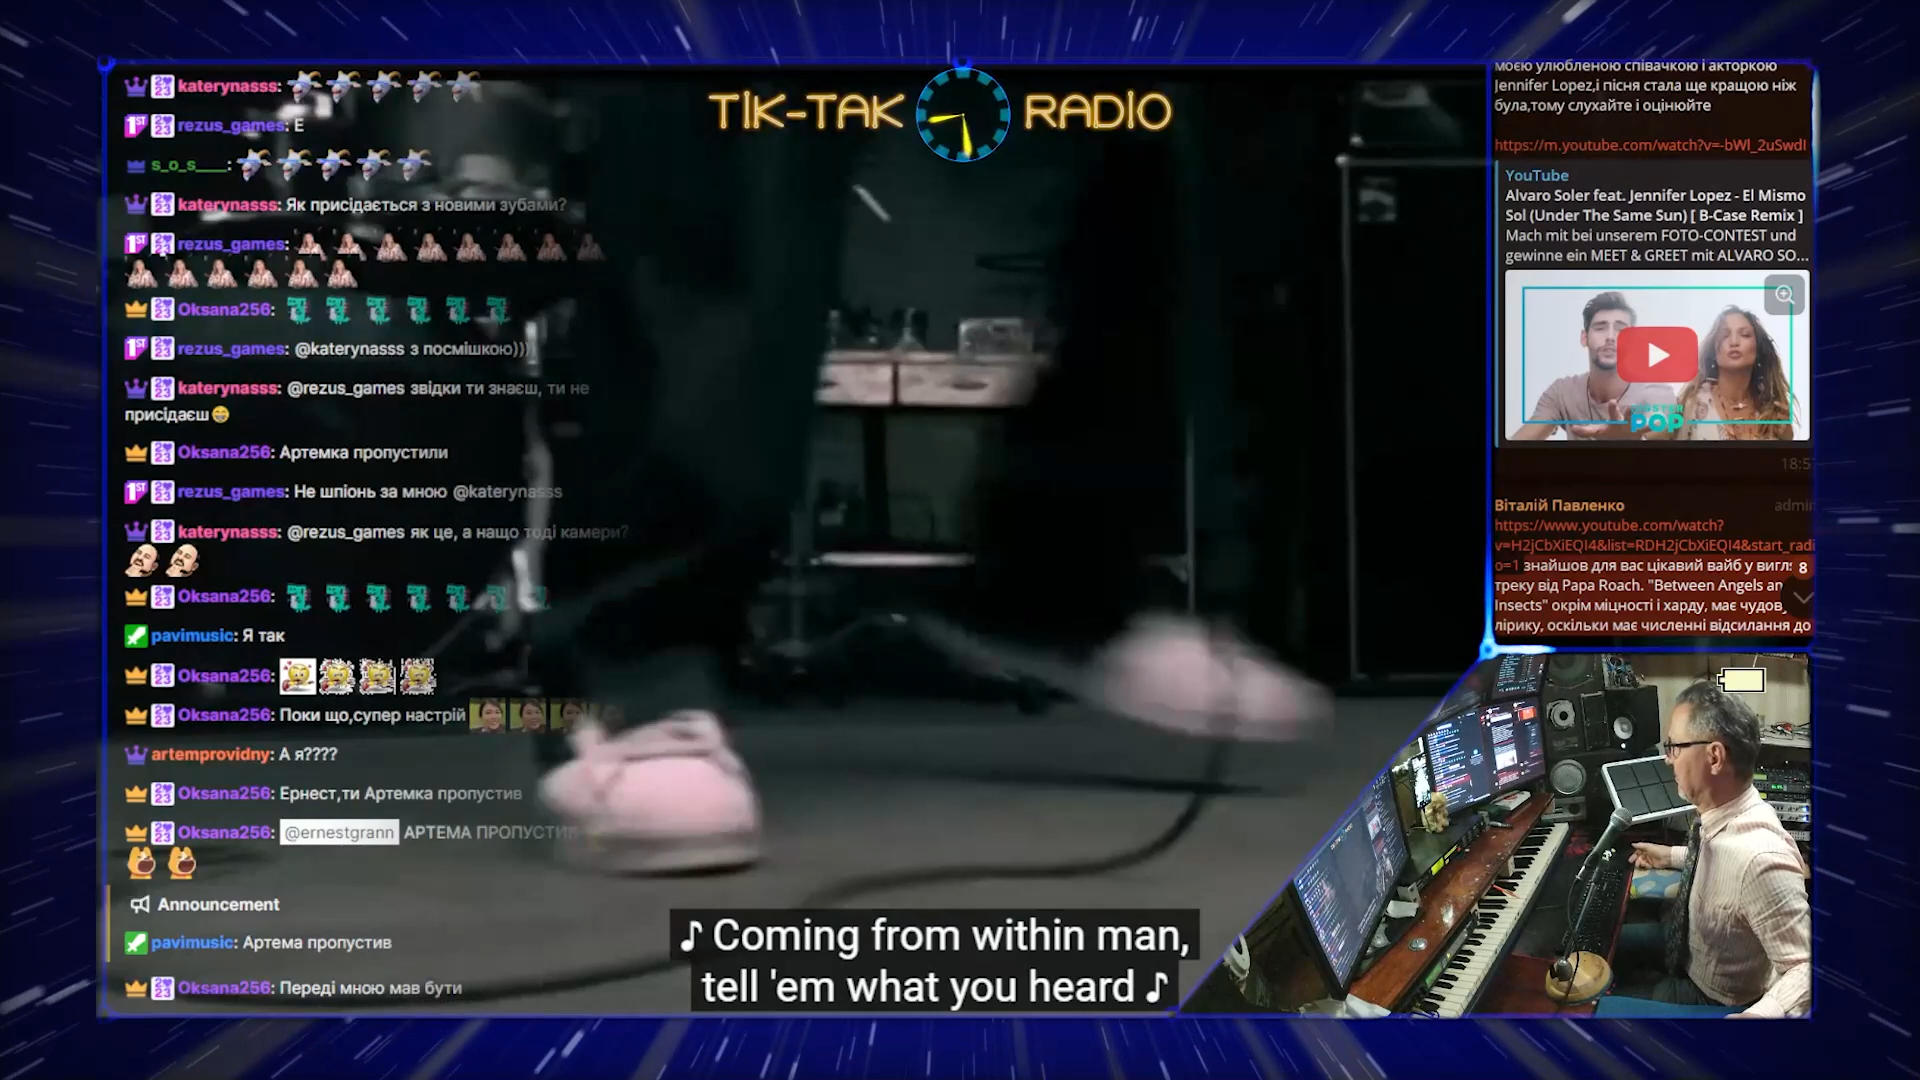 TIK-TAK RADIO
katerynasss:
rezus_games: Е
s_o_s___:
katerynasss: Як присідається з новими зубами?
rezus_games:
Oksana256:
rezus_games: @katerynasss з посмішкою)))
katerynasss: @rezus_games звідки ти знаєш, ти не
присідаєш
Oksana256: Артемка пропустили
rezus_games: Не шпіонь за мною @katerynasss
katerynasss: @rezus_games як це, а нащо тоді камери?
Oksana256:
pavimusic: Я так
Oksana256:
Oksana256: Поки що,супер настрій
artemprovidny: А я????
Oksana256: Ернест,ти Артемка пропустив
Oksana256: @ernestgrann АРТЕМА ПРОПУСТИ
Announcement
pavimusic: Артема пропустив
Oksana256: Переді мною мав бути
♪ Coming from within man,
tell 'em what you heard ♪
моєю улюбленою співачкою і акторкою
Jennifer Lopez,і пісня стала ще кращою ніж
була,тому слухайте і оцінюйте
https://m.youtube.com/watch?v=-bWl_2uSwdI
YouTube
Alvaro Soler feat. Jennifer Lopez - El Mismo
Sol (Under The Same Sun) [ B-Case Remix ]
Mach mit bei unserem FOTO-CONTEST und
gewinne ein MEET & GREET mit ALVARO SO...
POP
18:5
Віталій Павленко admi
https://www.youtube.com/watch?
v=H2jCbXiEQI4&list=RDH2jCbXiEQI4&start_radi
o=1 знайшов для вас цікавий вайб у вигл
8
треку від Papa Roach. "Between Angels an
Insects" окрім міцності і харду, має чудов
лірику, оскільки має численні відсилання до